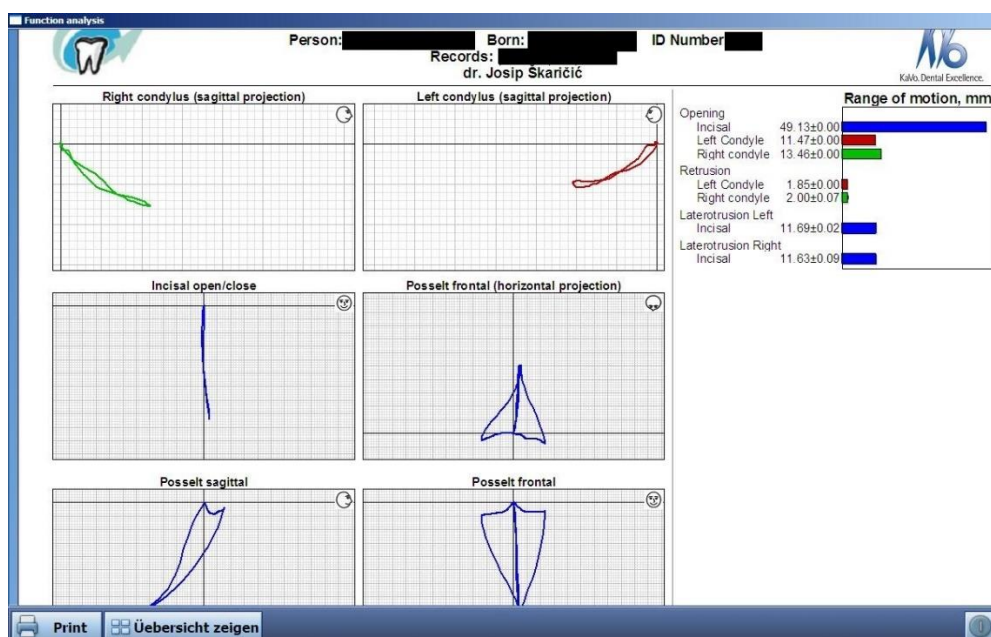 Function analysis
Person: Born: ID Number
Records:
dr. Josip Škaričić
KaVo. Dental Excellence.
Right condylus (sagittal projection)
Left condylus (sagittal projection)
Range of motion, mm
Opening
Incisal 49.13±0.00
Left Condyle 11.47±0.00
Right condyle 13.46±0.00
Retrusion
Left Condyle 1.85±0.00
Right condyle 2.00±0.07
Laterotrusion Left
Incisal 11.69±0.02
Laterotrusion Right
Incisal 11.63±0.09
Incisal open/close
Posselt frontal (horizontal projection)
Posselt sagittal
Posselt frontal
Print
Üebersicht zeigen